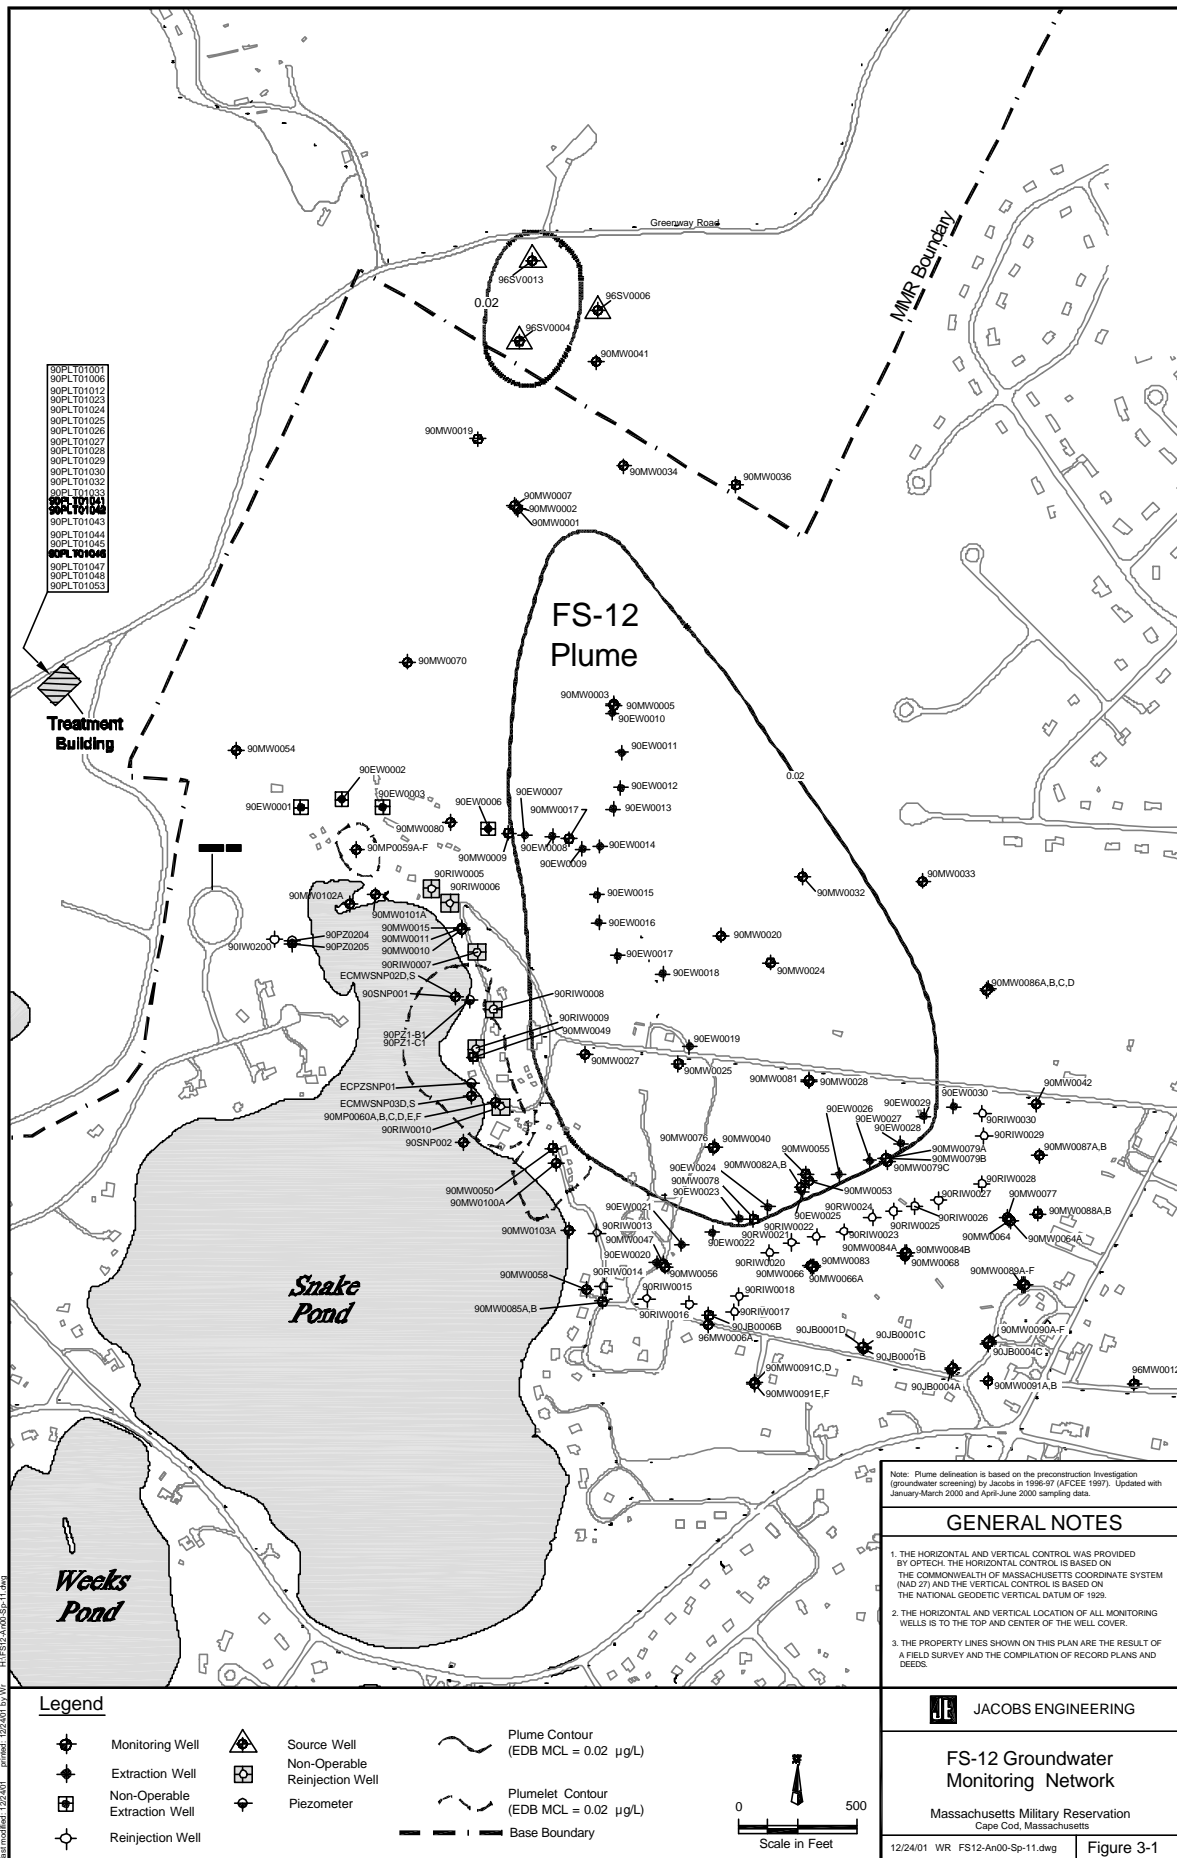 Greenway Road
MMR Boundary
96SV0013
0.02
96SV0006
96SV0004
90MW0041
90PLT01001
90PLT01006
90PLT01012
90PLT01023
90PLT01024
90PLT01025
90PLT01026
90PLT01027
90PLT01028
90PLT01029
90PLT01030
90PLT01032
90PLT01033
90PLT01041
90PLT01042
90PLT01043
90PLT01044
90PLT01045
90PLT01046
90PLT01047
90PLT01048
90PLT01053
90MW0019
90MW0034
90MW0036
90MW0007
90MW0002
90MW0001
FS-12
Plume
90MW0070
90MW0003
90MW0005
90EW0010
Treatment
Building
90MW0054
90EW0011
0.02
90EW0002
90EW0012
90EW0001
90EW0003
90EW0006
90EW0007
90MW0017
90EW0013
90MW0080
90MP0059A-F
90MW0009
90EW0008
90EW0009
90EW0014
90RIW0005
90RIW0006
90MW0032
90MW0033
90MW0102A
90MW0101A
90EW0015
90MW0015
90MW0011
90MW0010
90EW0016
90MW0020
90PZ0204
90IW0200
90PZ0205
90RIW0007
90EW0017
90MW0024
ECMWSNP02D,S
90EW0018
90SNP001
90RIW0008
90MW0086A,B,C,D
90RIW0009
90MW0049
90PZ1-B1
90PZ1-C1
90EW0019
90MW0027
90MW0025
ECPZSNP01
90MW0081
90MW0028
ECMWSNP03D,S
90MP0060A,B,C,D,E,F
90RIW0010
90EW0029
90EW0030
90MW0042
90EW0026
90EW0027
90EW0028
90RIW0030
90SNP002
90MW0076
90MW0040
90MW0055
90RIW0029
90MW0079A
90MW0079B
90MW0079C
90MW0087A,B
90MW0082A,B
90EW0024
90MW0078
90EW0023
90MW0050
90MW0100A
90MW0053
90RIW0028
90RIW0027
90MW0077
90EW0021
90EW0025
90RIW0024
90RIW0026
90MW0088A,B
90MW0103A
90RIW0013
90RIW0022
90RIW0025
90RIW0021
90RIW0023
90MW0064
90MW0064A
90MW0047
90EW0022
90EW0020
90RIW0020
90MW0084A
90MW0084B
90MW0083
90MW0068
90MW0056
90MW0066
90MW0066A
90MW0089A-F
90MW0058
90RIW0014
90RIW0015
90RIW0018
90MW0085A,B
90RIW0016
90RIW0017
90JB0006B
96MW0006A
90JB0001D
90JB0001C
90JB0001B
90MW0090A-F
90JB0004C
90MW0091C,D
90MW0091E,F
90JB0004A
90MW0091A,B
96MW0012
Snake
Pond
Weeks
Pond
Note: Plume delineation is based on the preconstruction Investigation
(groundwater screening) by Jacobs in 1996-97 (AFCEE 1997). Updated with
January-March 2000 and April-June 2000 sampling data.
GENERAL NOTES
1. THE HORIZONTAL AND VERTICAL CONTROL WAS PROVIDED
BY OPTECH. THE HORIZONTAL CONTROL IS BASED ON
THE COMMONWEALTH OF MASSACHUSETTS COORDINATE SYSTEM
(NAD 27) AND THE VERTICAL CONTROL IS BASED ON
THE NATIONAL GEODETIC VERTICAL DATUM OF 1929.
2. THE HORIZONTAL AND VERTICAL LOCATION OF ALL MONITORING
WELLS IS TO THE TOP AND CENTER OF THE WELL COVER.
3. THE PROPERTY LINES SHOWN ON THIS PLAN ARE THE RESULT OF
A FIELD SURVEY AND THE COMPILATION OF RECORD PLANS AND
DEEDS.
Legend
Monitoring Well
Extraction Well
Non-Operable
Extraction Well
Reinjection Well
Source Well
Non-Operable
Reinjection Well
Piezometer
Plume Contour
(EDB MCL = 0.02 µg/L)
Plumelet Contour
(EDB MCL = 0.02 µg/L)
Base Boundary
0 500
Scale in Feet
JE JACOBS ENGINEERING
FS-12 Groundwater
Monitoring Network
Massachusetts Military Reservation
Cape Cod, Massachusetts
12/24/01 WR FS12-An00-Sp-11.dwg
Figure 3-1